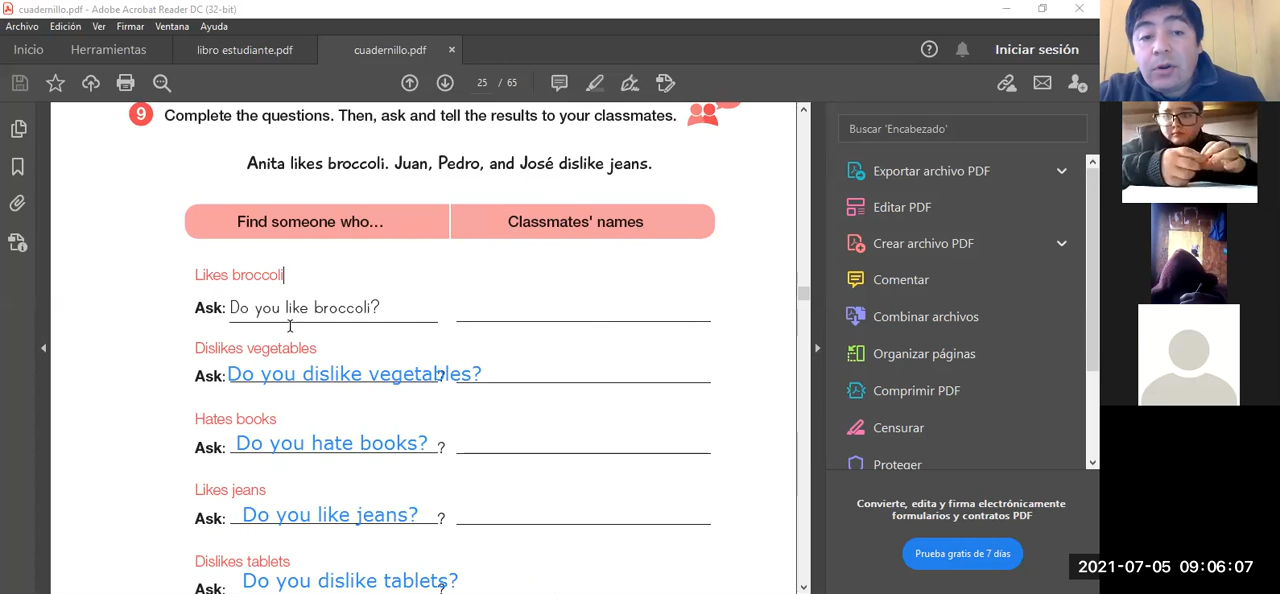 cuadernillo.pdf - Adobe Acrobat Reader DC (32-bit)
Archivo Edición Ver Firmar Ventana Ayuda
Inicio Herramientas libro estudiante.pdf cuadernillo.pdf × Iniciar sesión
25 / 65
9 Complete the questions. Then, ask and tell the results to your classmates.
Anita likes broccoli. Juan, Pedro, and José dislike jeans.
Find someone who... Classmates' names
Likes broccoli
Ask: Do you like broccoli?
Dislikes vegetables
Ask: Do you dislike vegetables? ?
Hates books
Ask: Do you hate books? ?
Likes jeans
Ask: Do you like jeans? ?
Dislikes tablets
Ask: Do you dislike tablets? ?
Buscar 'Encabezado'
Exportar archivo PDF
Editar PDF
Crear archivo PDF
Comentar
Combinar archivos
Organizar páginas
Comprimir PDF
Censurar
Proteger
Convierte, edita y firma electrónicamente
formularios y contratos PDF
Prueba gratis de 7 días
2021-07-05 09:06:07